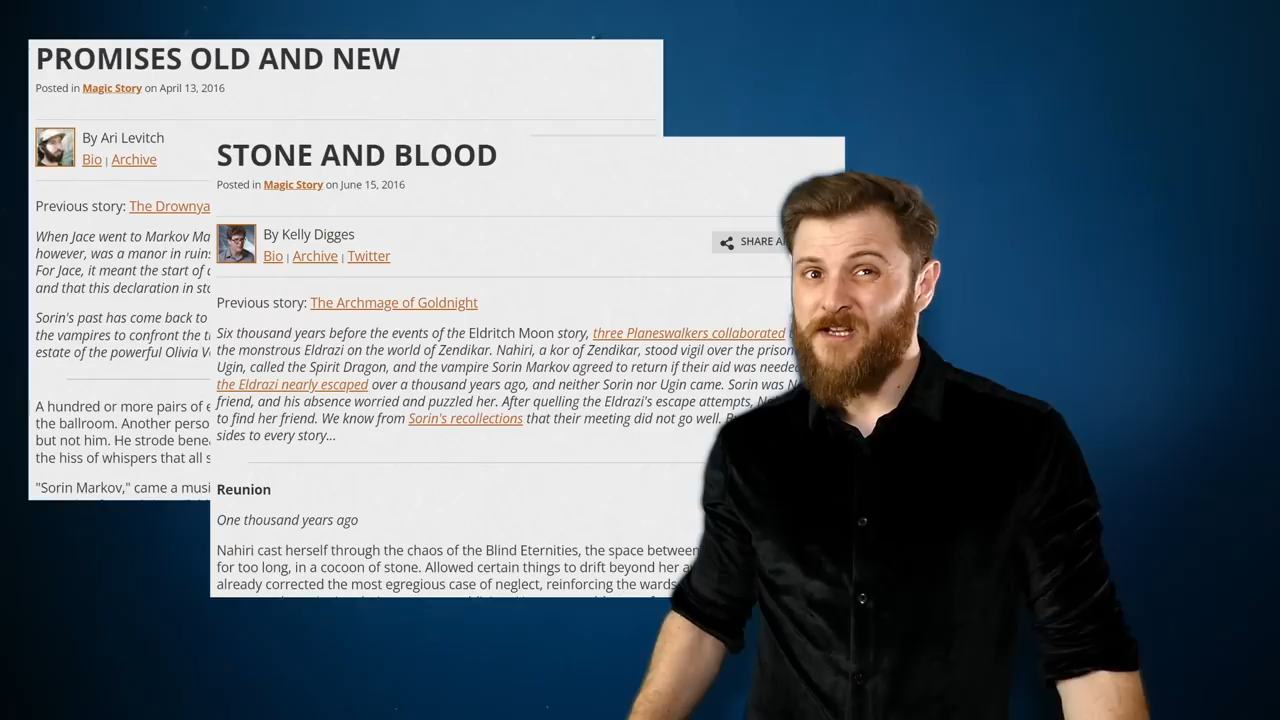 PROMISES OLD AND NEW
Posted in Magic Story on April 13, 2016
By Ari Levitch
Bio | Archive
Previous story: The Drownya
When Jace went to Markov Ma
however, was a manor in ruin
For Jace, it meant the start of
and that this declaration in sto
Sorin's past has come back to
the vampires to confront the t
estate of the powerful Olivia V
A hundred or more pairs of e
the ballroom. Another perso
but not him. He strode bene
the hiss of whispers that all s
"Sorin Markov," came a musi
STONE AND BLOOD
Posted in Magic Story on June 15, 2016
By Kelly Digges
Bio | Archive | Twitter
SHARE A
Previous story: The Archmage of Goldnight
Six thousand years before the events of the Eldritch Moon story, three Planeswalkers collaborated
the monstrous Eldrazi on the world of Zendikar. Nahiri, a kor of Zendikar, stood vigil over the prison
Ugin, called the Spirit Dragon, and the vampire Sorin Markov agreed to return if their aid was neede
the Eldrazi nearly escaped over a thousand years ago, and neither Sorin nor Ugin came. Sorin was N
friend, and his absence worried and puzzled her. After quelling the Eldrazi's escape attempts, Na
to find her friend. We know from Sorin's recollections that their meeting did not go well. B
sides to every story...
Reunion
One thousand years ago
Nahiri cast herself through the chaos of the Blind Eternities, the space between
for too long, in a cocoon of stone. Allowed certain things to drift beyond her a
already corrected the most egregious case of neglect, reinforcing the wards